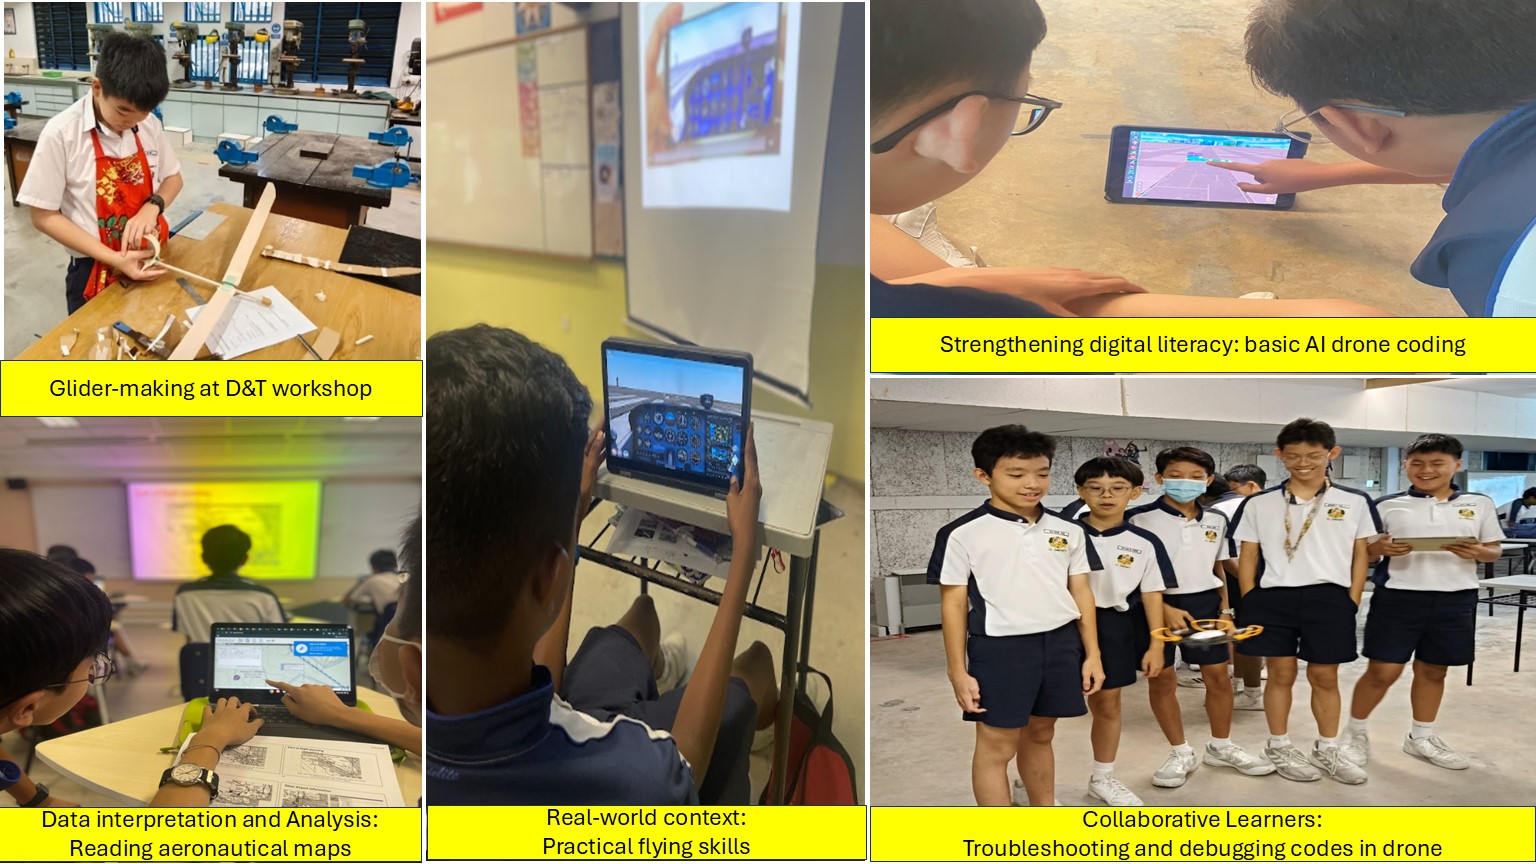 Glider-making at D&T workshop
Data interpretation and Analysis:
Reading aeronautical maps
Real-world context:
Practical flying skills
Strengthening digital literacy: basic AI drone coding
Collaborative Learners:
Troubleshooting and debugging codes in drone